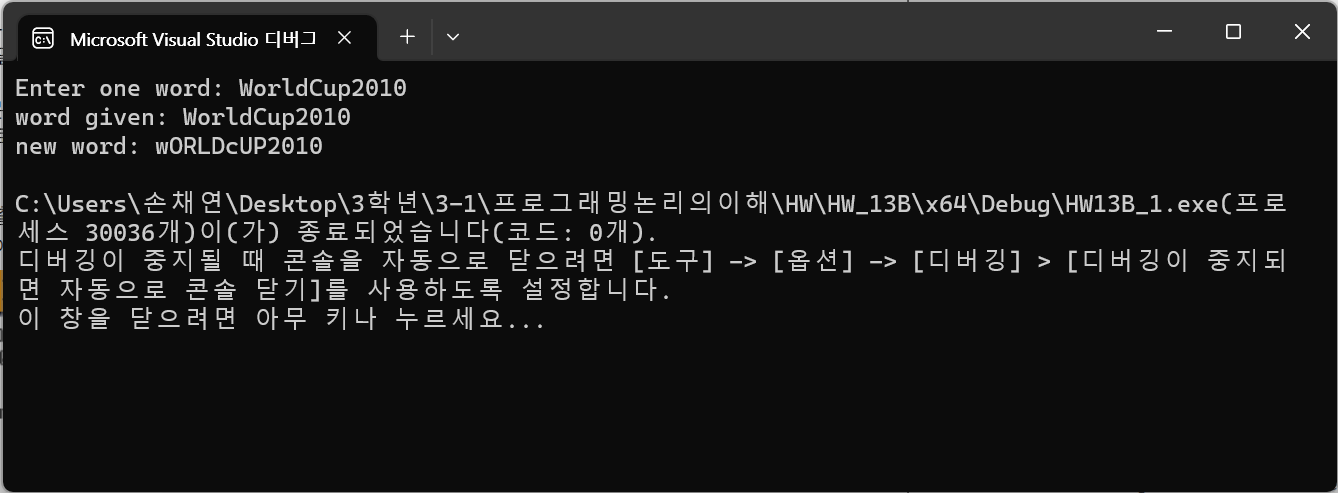 Microsoft Visual Studio 디버그
Enter one word: WorldCup2010
word given: WorldCup2010
new word: wORLDcUP2010
C:\Users\손채연\Desktop\3학년\3-1\프로그래밍논리의이해\HW\HW_13B\x64\Debug\HW13B_1.exe(프로
세스 30036개)이(가) 종료되었습니다(코드: 0개).
디버깅이 중지될 때 콘솔을 자동으로 닫으려면 [도구] -> [옵션] -> [디버깅] > [디버깅이 중지되
면 자동으로 콘솔 닫기]를 사용하도록 설정합니다.
이 창을 닫으려면 아무 키나 누르세요...